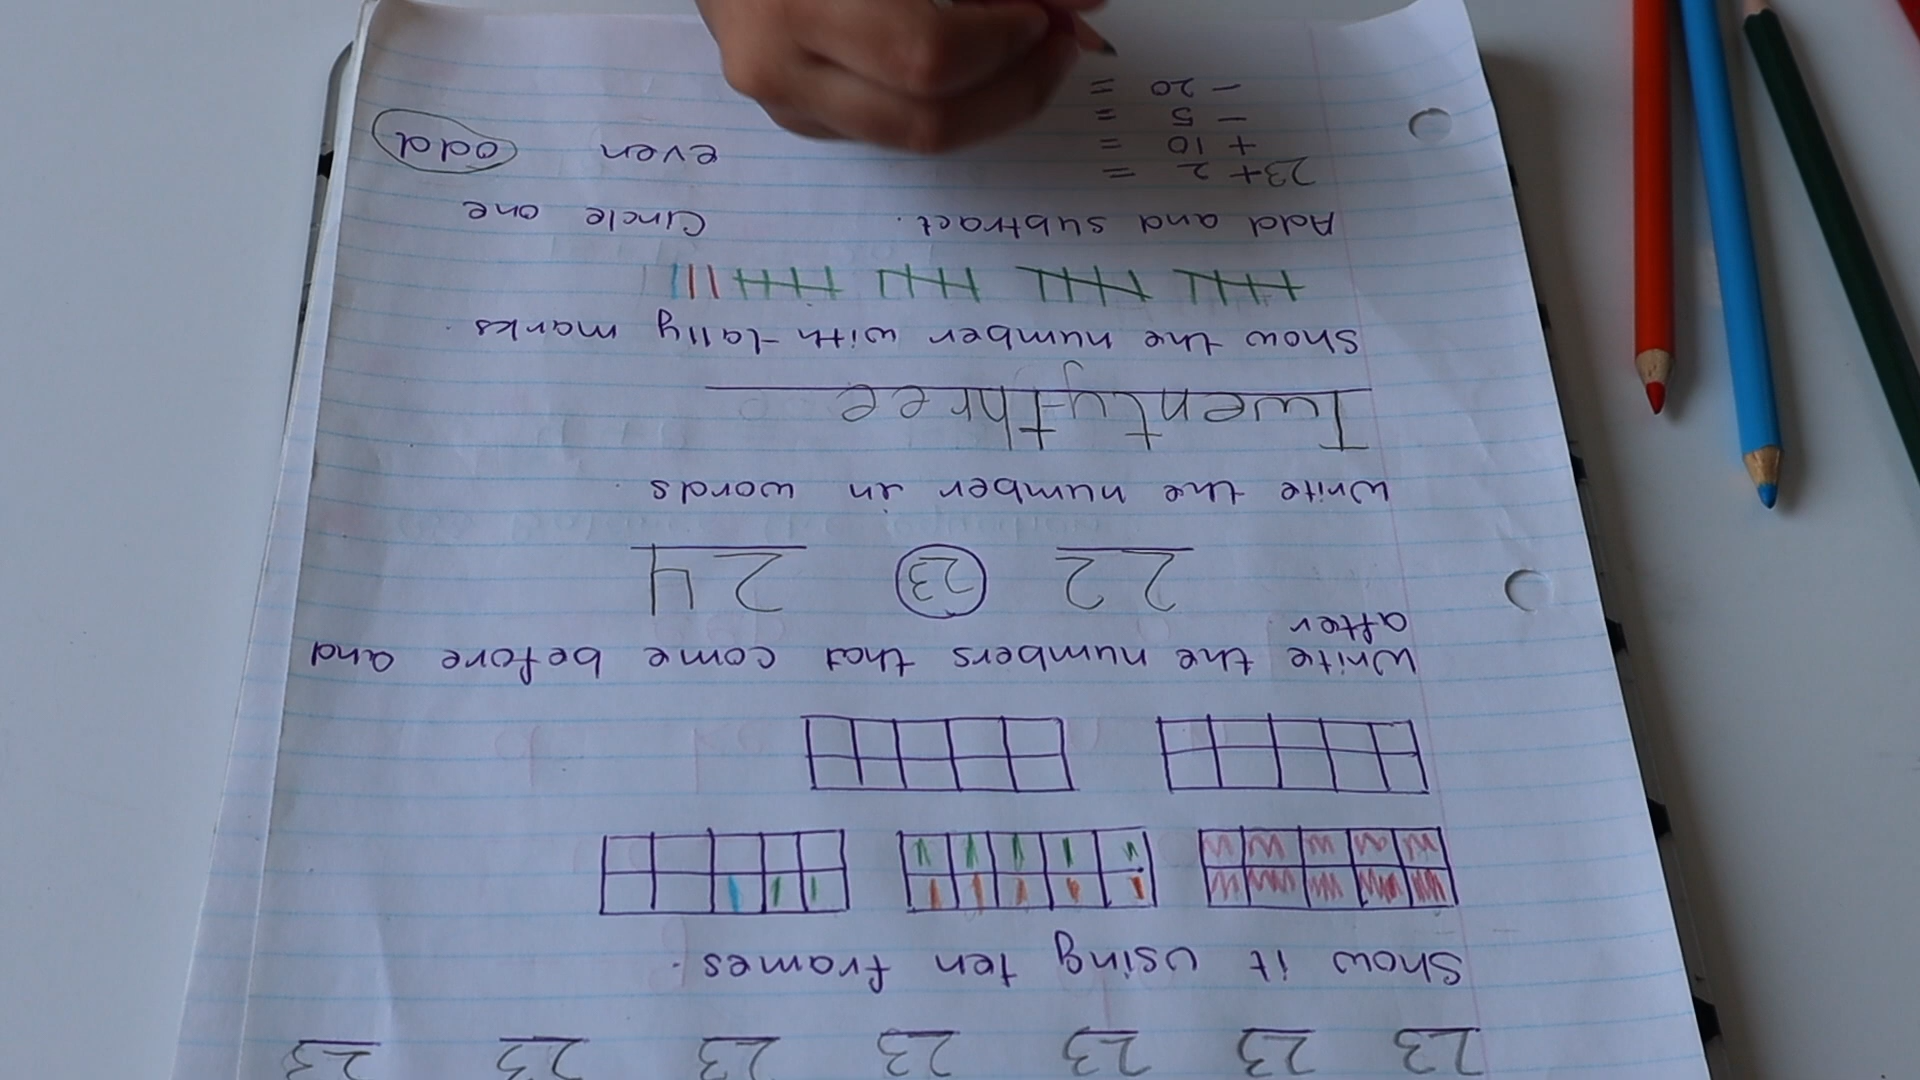 23 23 23 23 23 23 23
Show it using ten frames.
Write the numbers that come before and
after
22 23 24
Write the number in words.
Twenty three
Show the number with tally marks.
Add and subtract. Circle one
23 + 2 = even odd
+ 10 =
- 5 =
- 20 =